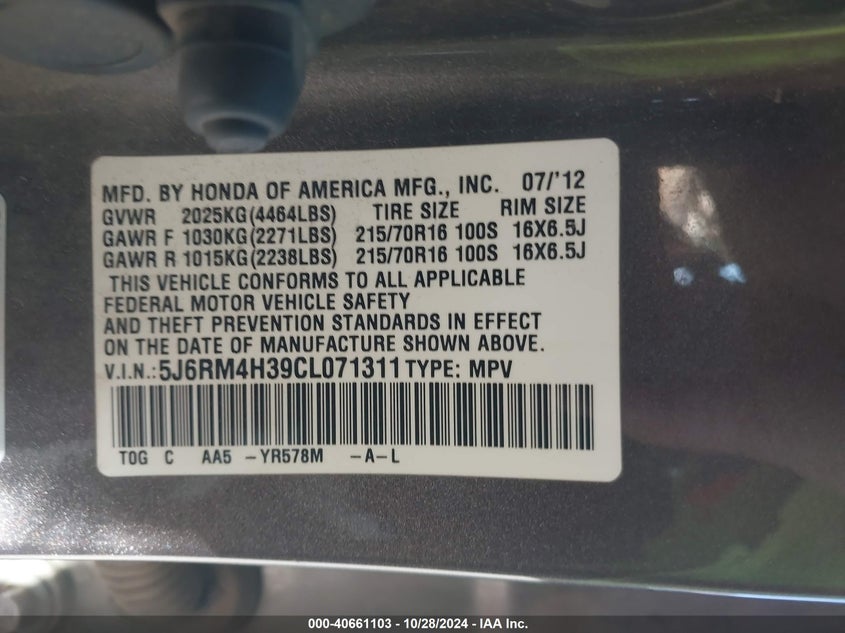 MFD. BY HONDA OF AMERICA MFG., INC. 07/'12
GVWR 2025KG(4464LBS) TIRE SIZE RIM SIZE
GAWR F 1030KG(2271LBS) 215/70R16 100S 16X6.5J
GAWR R 1015KG(2238LBS) 215/70R16 100S 16X6.5J
THIS VEHICLE CONFORMS TO ALL APPLICABLE
FEDERAL MOTOR VEHICLE SAFETY
AND THEFT PREVENTION STANDARDS IN EFFECT
ON THE DATE OF MANUFACTURE SHOWN ABOVE.
V.I.N.: 5J6RM4H39CL071311 TYPE: MPV
TOG C AA5 -YR578M -A-L
000-40661103 - 10/28/2024 - IAA Inc.